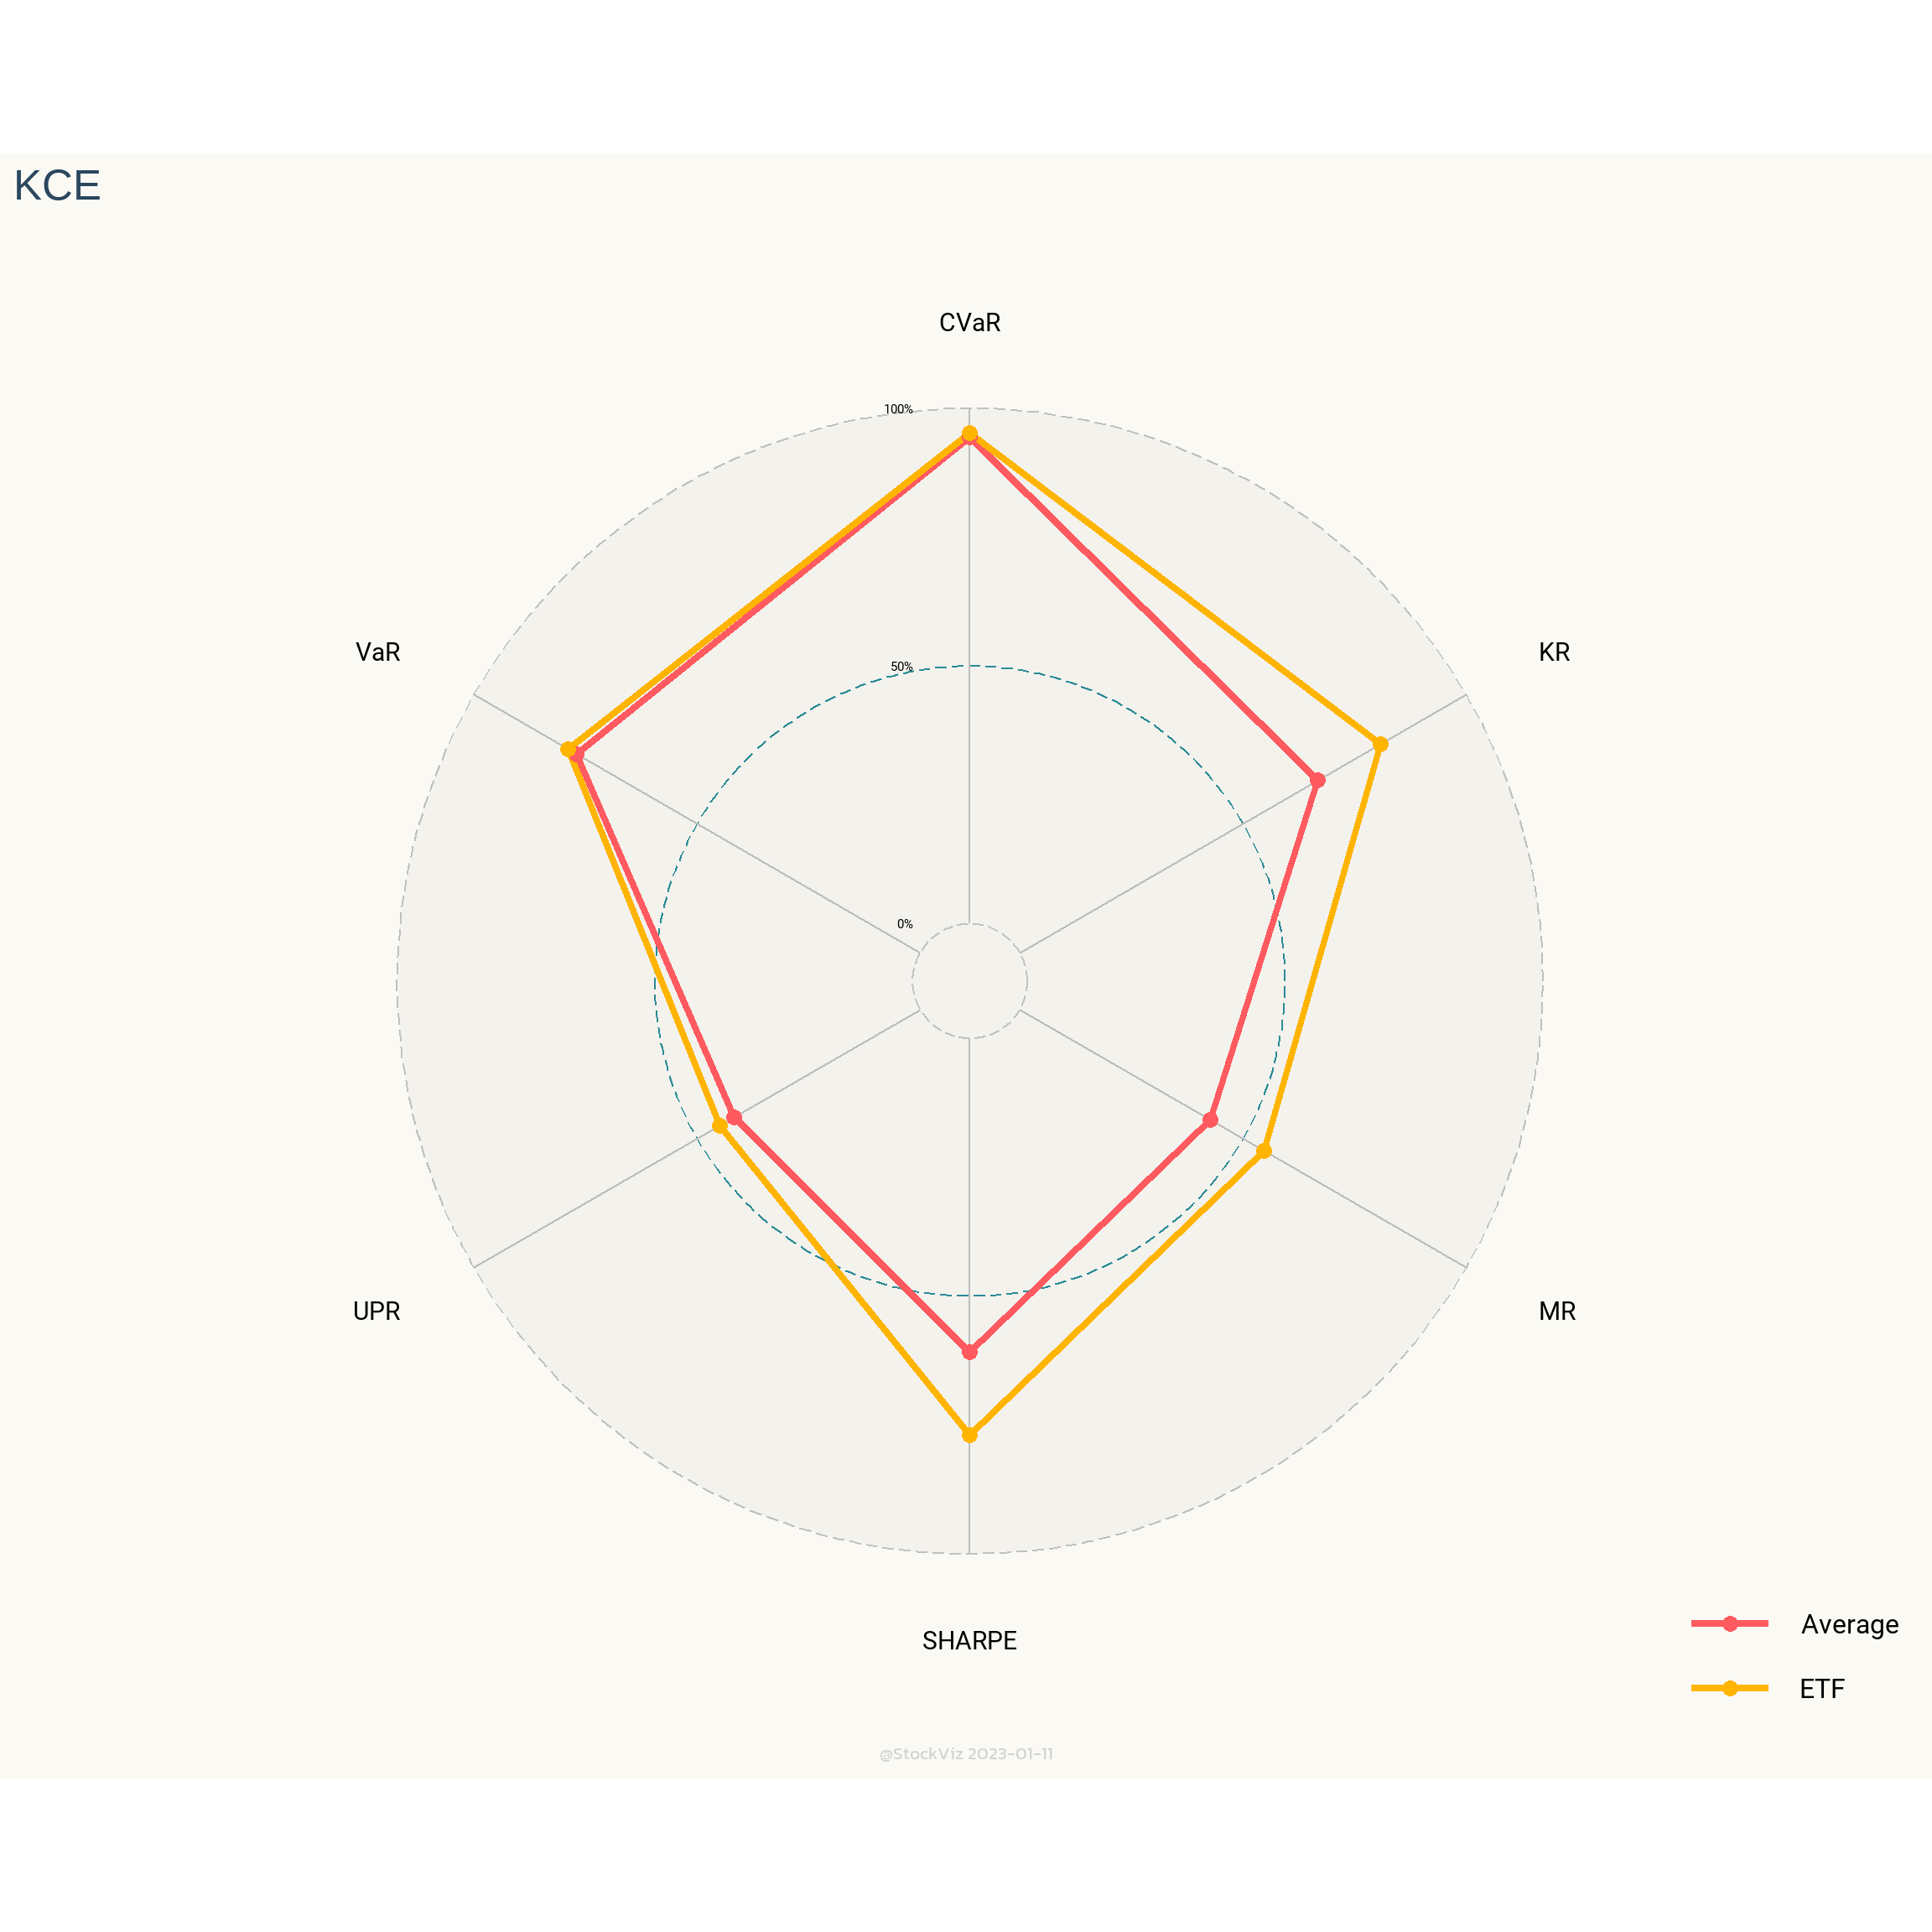 KCE
CVaR
100%
VaR
KR
50%
0%
UPR
MR
SHARPE
Average
ETF
@StockViz 2023-01-11